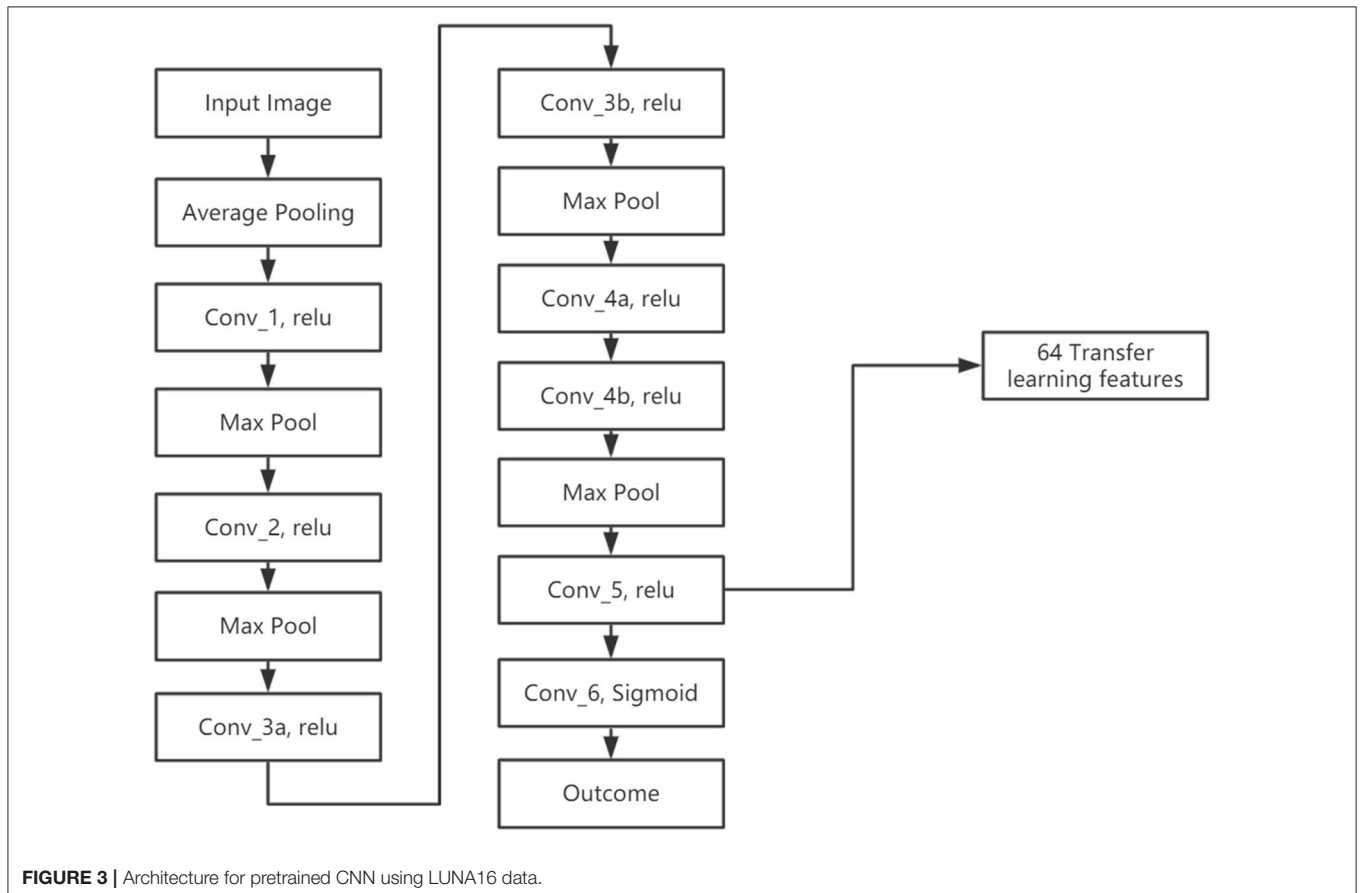 Input Image
Average Pooling
Conv_1, relu
Max Pool
Conv_2, relu
Max Pool
Conv_3a, relu
Conv_3b, relu
Max Pool
Conv_4a, relu
Conv_4b, relu
Max Pool
Conv_5, relu
Conv_6, Sigmoid
Outcome
64 Transfer
learning features
FIGURE 3 | Architecture for pretrained CNN using LUNA16 data.